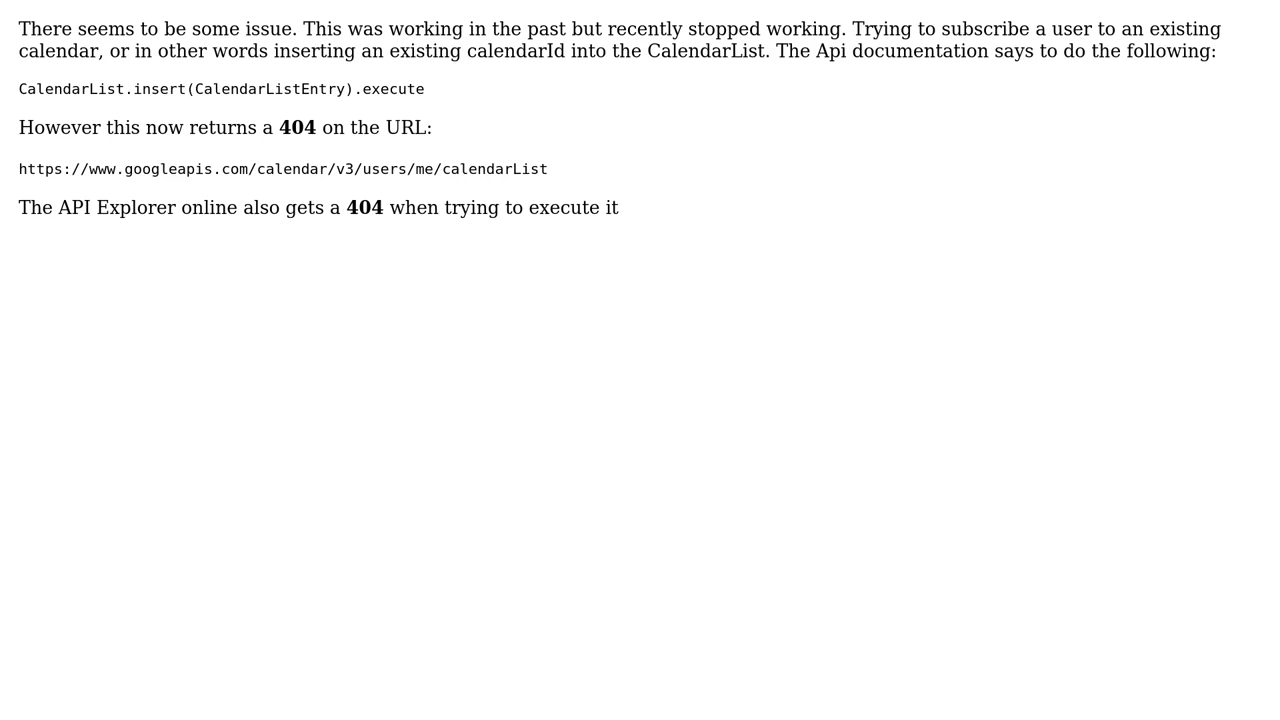 There seems to be some issue. This was working in the past but recently stopped working. Trying to subscribe a user to an existing
calendar, or in other words inserting an existing calendarId into the CalendarList. The Api documentation says to do the following:
CalendarList.insert(CalendarListEntry).execute
However this now returns a 404 on the URL:
https://www.googleapis.com/calendar/v3/users/me/calendarList
The API Explorer online also gets a 404 when trying to execute it